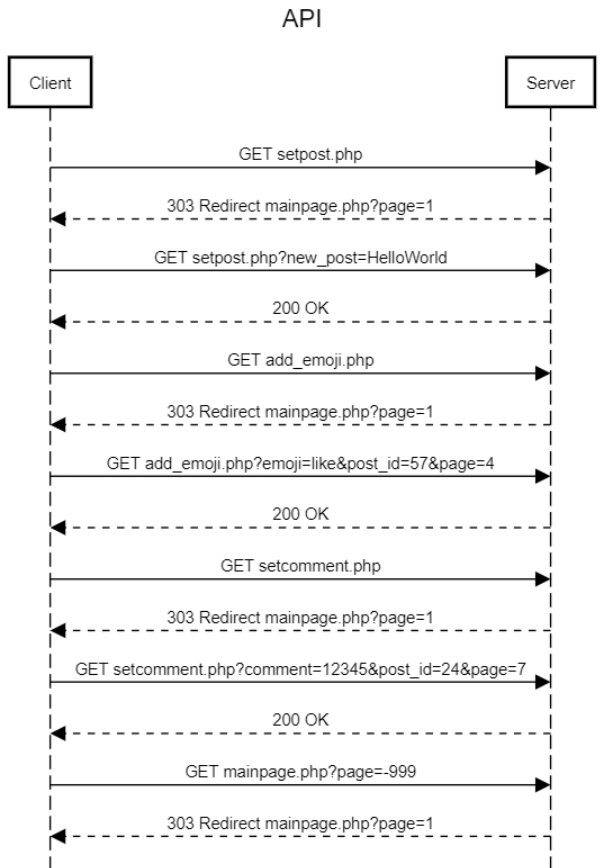 API
Client
Server
GET setpost.php
303 Redirect mainpage.php?page=1
GET setpost.php?new_post=HelloWorld
200 OK
GET add_emoji.php
303 Redirect mainpage.php?page=1
GET add_emoji.php?emoji=like&post_id=57&page=4
200 OK
GET setcomment.php
303 Redirect mainpage.php?page=1
GET setcomment.php?comment=12345&post_id=24&page=7
200 OK
GET mainpage.php?page=-999
303 Redirect mainpage.php?page=1